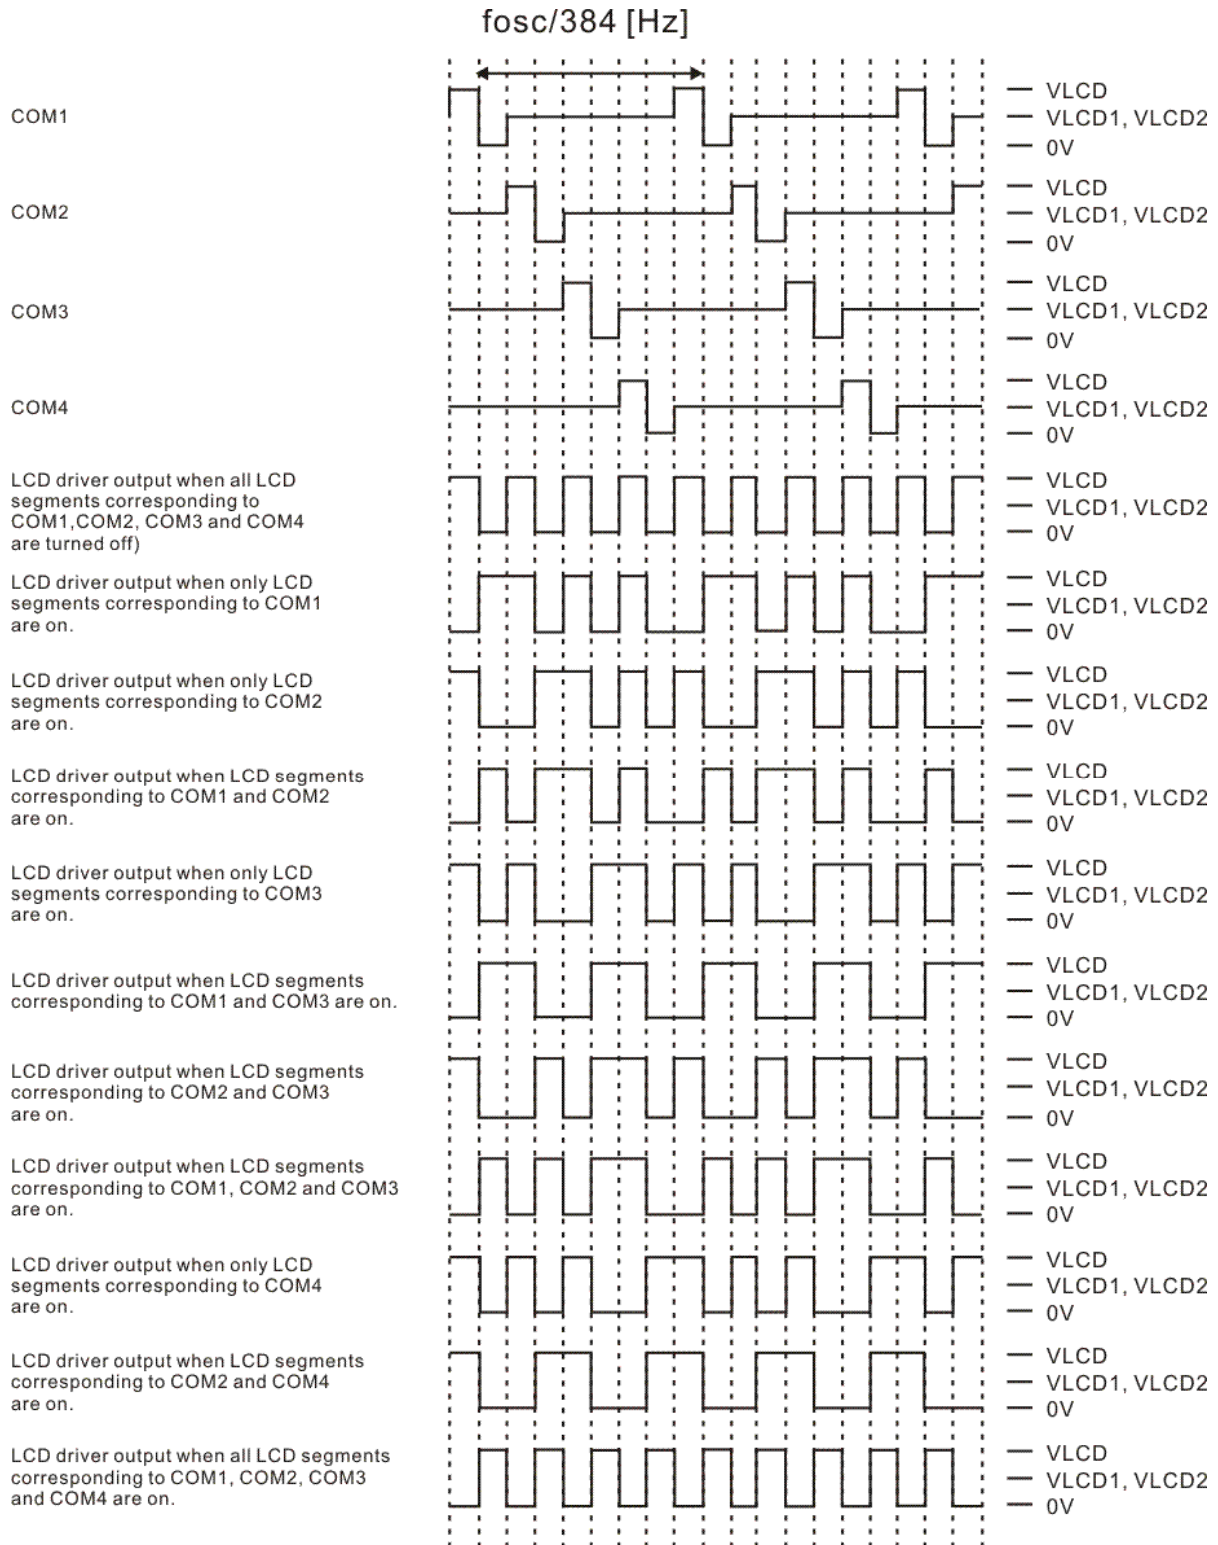 fosc/384 [Hz]
COM1
VLCD
VLCD1, VLCD2
0V
COM2
VLCD
VLCD1, VLCD2
0V
COM3
VLCD
VLCD1, VLCD2
0V
COM4
VLCD
VLCD1, VLCD2
0V
LCD driver output when all LCD
segments corresponding to
COM1,COM2, COM3 and COM4
are turned off)
VLCD
VLCD1, VLCD2
0V
LCD driver output when only LCD
segments corresponding to COM1
are on.
VLCD
VLCD1, VLCD2
0V
LCD driver output when only LCD
segments corresponding to COM2
are on.
VLCD
VLCD1, VLCD2
0V
LCD driver output when LCD segments
corresponding to COM1 and COM2
are on.
VLCD
VLCD1, VLCD2
0V
LCD driver output when only LCD
segments corresponding to COM3
are on.
VLCD
VLCD1, VLCD2
0V
LCD driver output when LCD segments
corresponding to COM1 and COM3 are on.
VLCD
VLCD1, VLCD2
0V
LCD driver output when LCD segments
corresponding to COM2 and COM3
are on.
VLCD
VLCD1, VLCD2
0V
LCD driver output when LCD segments
corresponding to COM1, COM2 and COM3
are on.
VLCD
VLCD1, VLCD2
0V
LCD driver output when only LCD
segments corresponding to COM4
are on.
VLCD
VLCD1, VLCD2
0V
LCD driver output when LCD segments
corresponding to COM2 and COM4
are on.
VLCD
VLCD1, VLCD2
0V
LCD driver output when all LCD segments
corresponding to COM1, COM2, COM3
and COM4 are on.
VLCD
VLCD1, VLCD2
0V